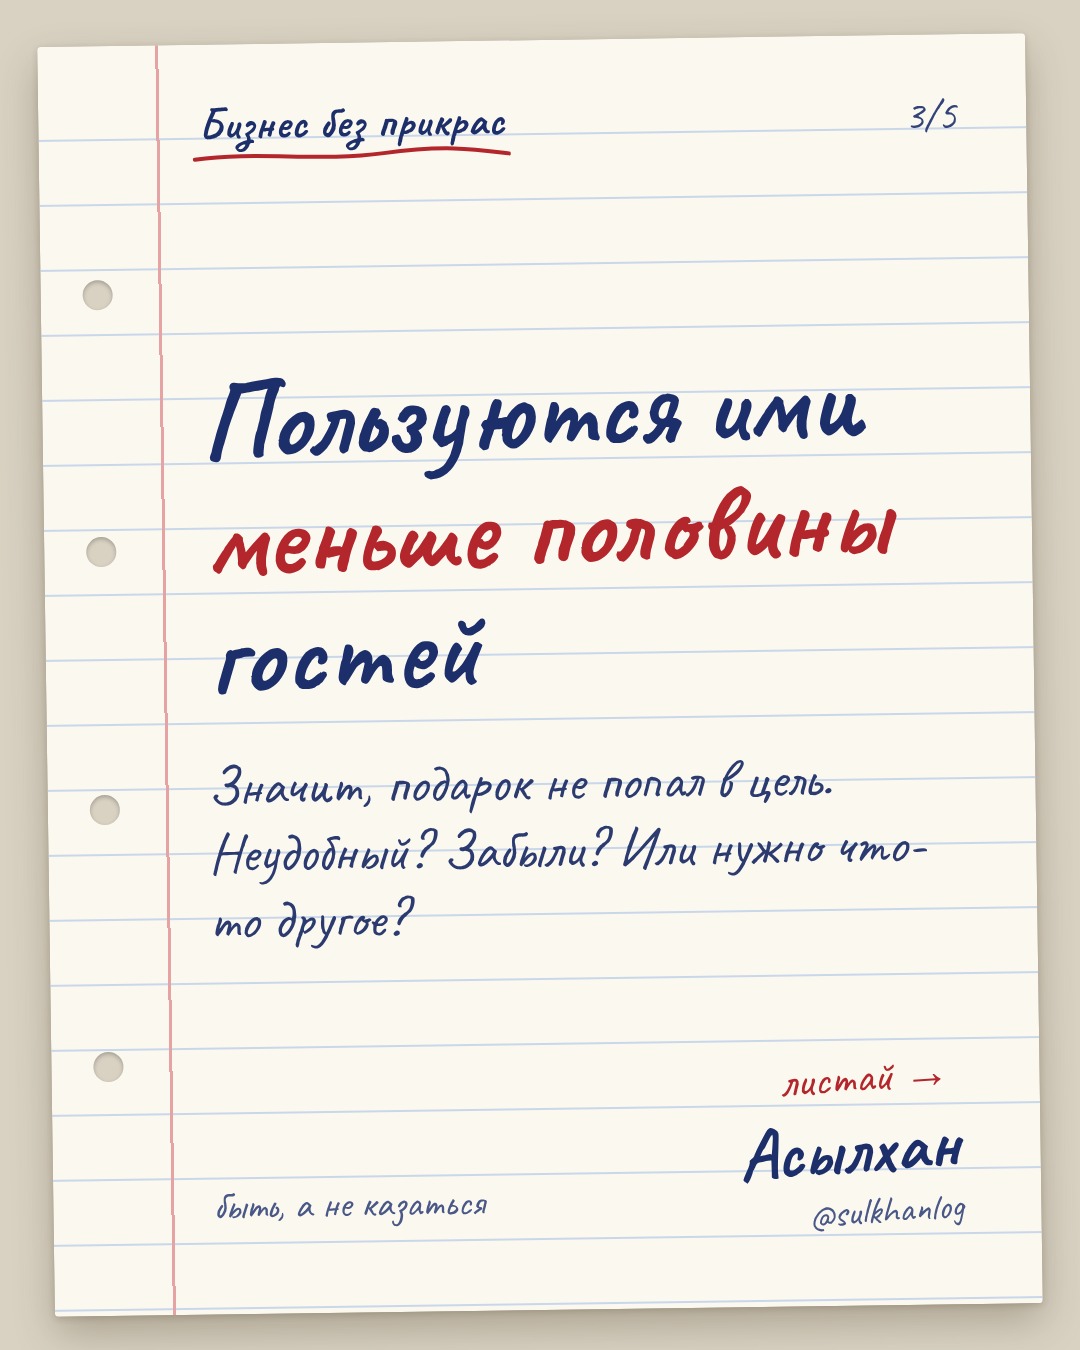 Бизнес без прикрас
3/5
Пользуются ими
меньше половины
гостей
Значит, подарок не попал в цель.
Неудобный? Забыли? Или нужно что-
то другое?
листай →
Асылхан
быть, а не казаться
@sulkhanlog